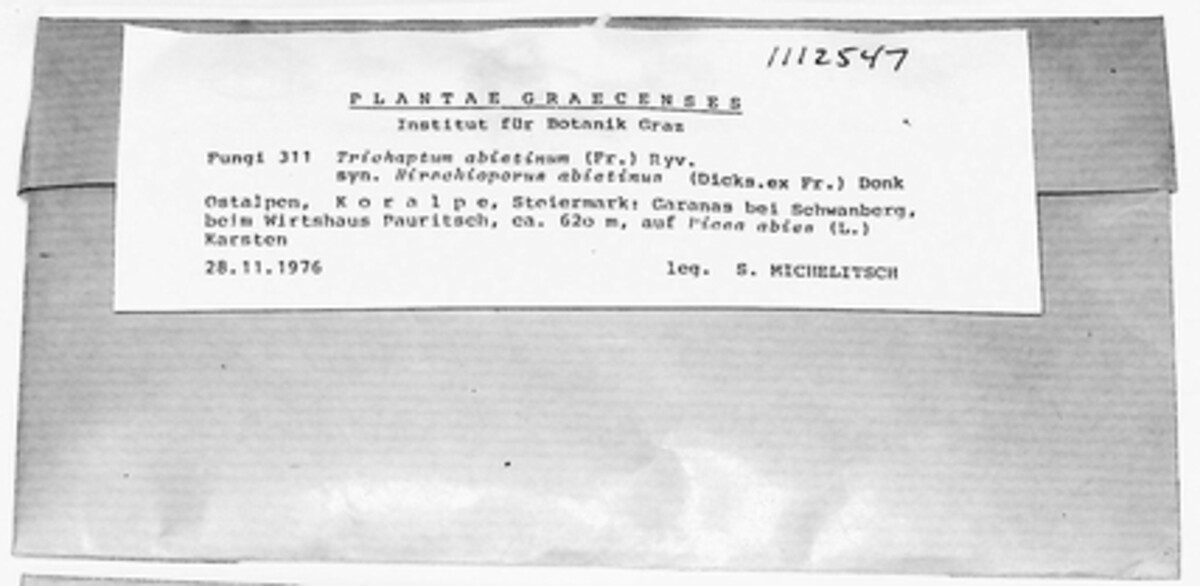 1112547
PLANTAE GRAECENSES
Institut für Botanik Graz
Fungi 311 Trichaptum abietinum (Fr.) Ryv.
syn. Hirschioporus abietinus (Dicks.ex Fr.) Donk
Ostalpen, Koralpe, Steiermark: Garanas bei Schwanberg,
beim Wirtshaus Pauritsch, ca. 620 m, auf Picea abies (L.)
Karsten
28.11.1976 leg. S. MICHELITSCH